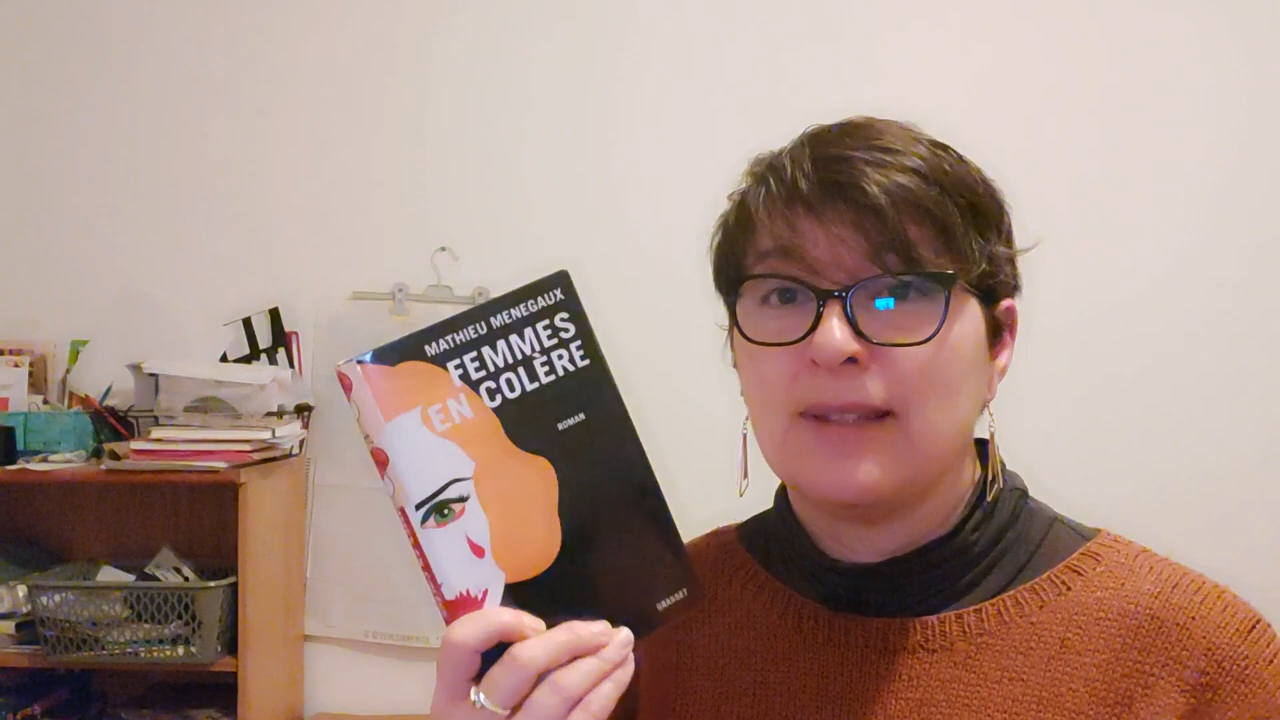 MATHIEU MENEGAUX
FEMMES
EN COLÈRE
ROMAN
GRASSET